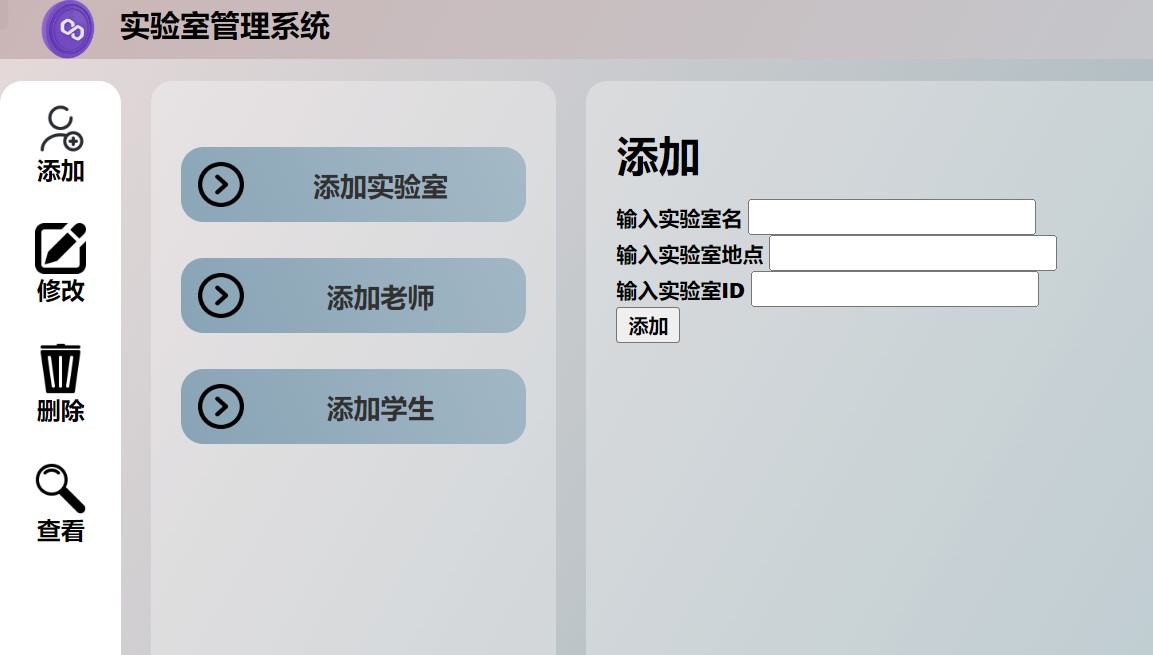 实验室管理系统
添加
修改
删除
查看
添加实验室
添加老师
添加学生
添加
输入实验室名
输入实验室地点
输入实验室ID
添加